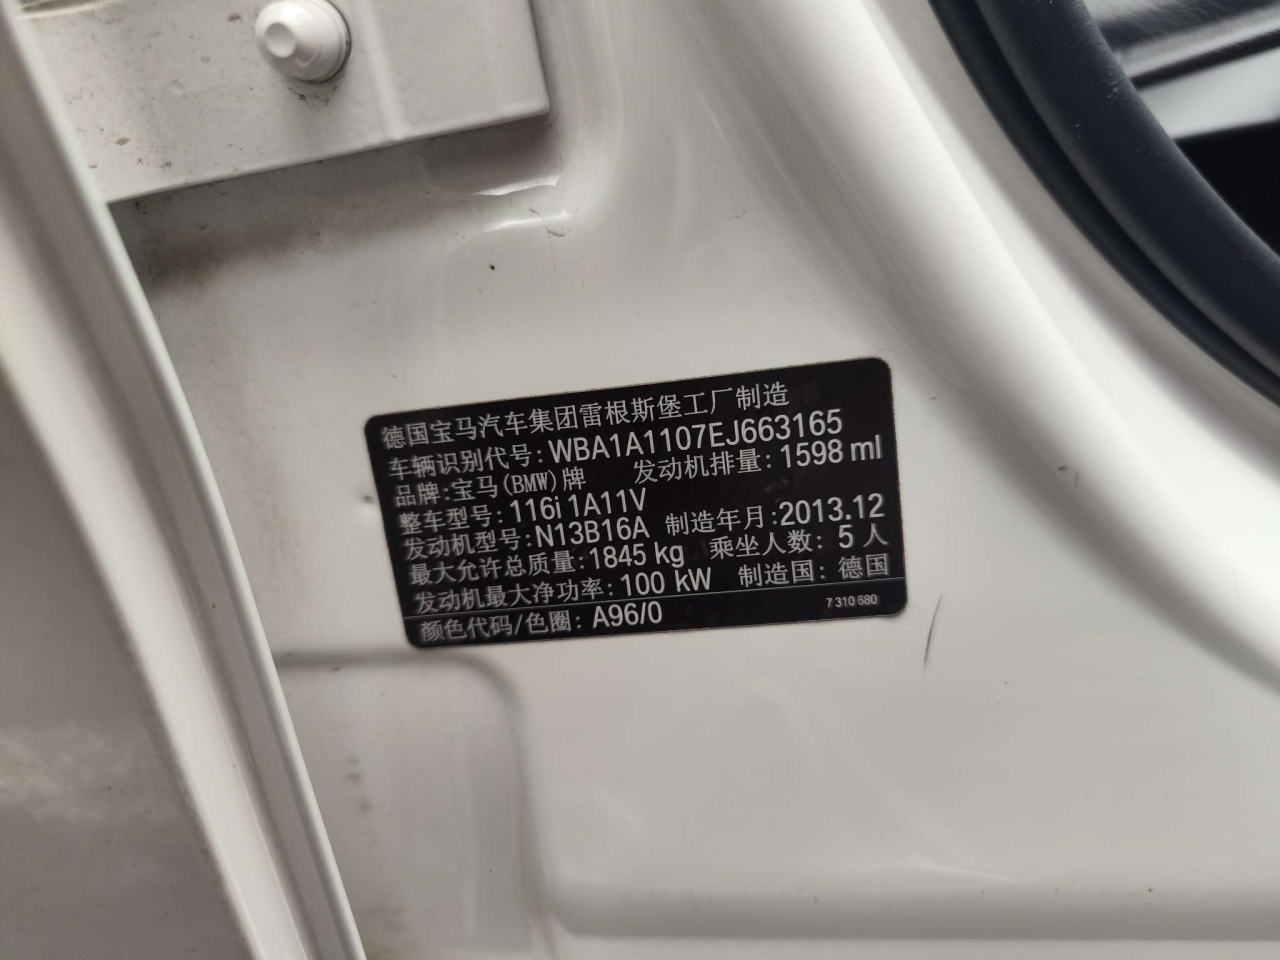 德国宝马汽车集团雷根斯堡工厂制造
车辆识别代号: WBA1A1107EJ663165
品牌:宝马(BMW)牌 发动机排量: 1598 ml
整车型号: 116i 1A11V
发动机型号: N13B16A 制造年月: 2013.12
最大允许总质量: 1845 kg 乘坐人数: 5 人
发动机最大净功率: 100 kW 制造国: 德国
颜色代码/色圈: A96/0 7 310 680